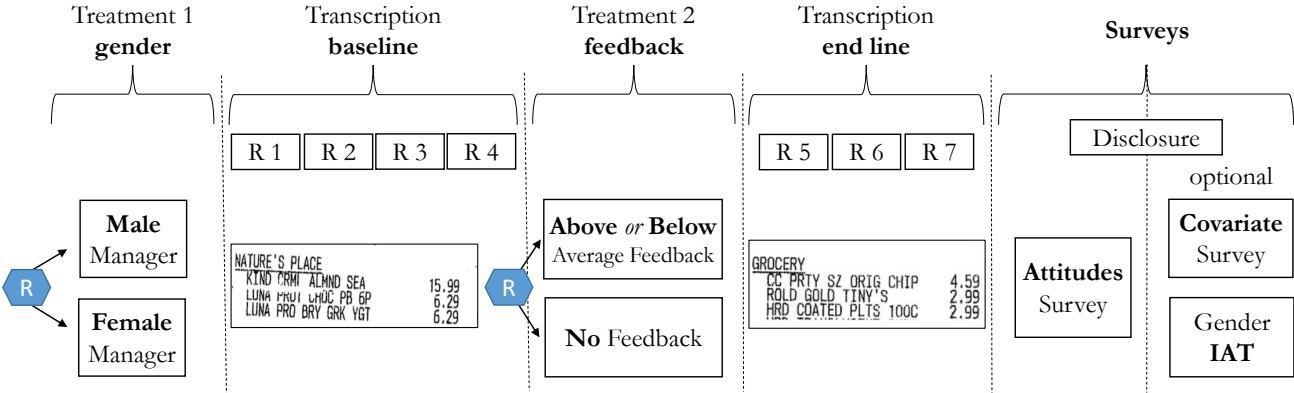 Treatment 1
gender
Transcription
baseline
Treatment 2
feedback
Transcription
end line
Surveys
R 1
R 2
R 3
R 4
R 5
R 6
R 7
Disclosure
optional
R
Male
Manager
Female
Manager
NATURE'S PLACE
KIND CRML ALMND SEA 15.99
LUNA PROT CHOC PB 6P 6.29
LUNA PRO BRY GRK YGT 6.29
R
Above or Below
Average Feedback
No Feedback
GROCERY
CC PRTY SZ ORIG CHIP 4.59
ROLD GOLD TINY'S 2.99
HRD COATED PLTS 100C 2.99
Attitudes
Survey
Covariate
Survey
Gender
IAT